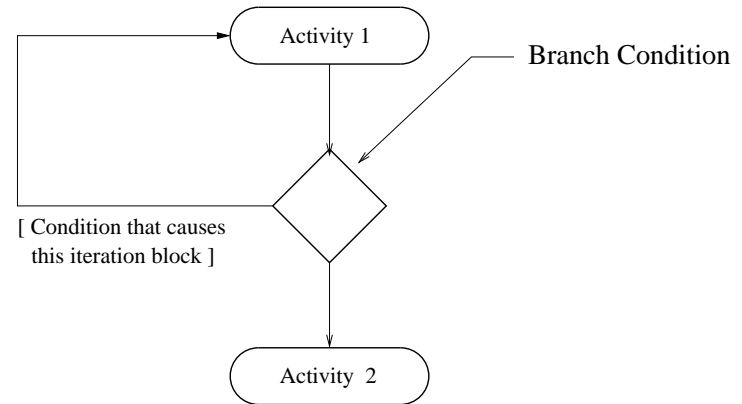 Activity 1
Branch Condition
[ Condition that causes
this iteration block ]
Activity 2